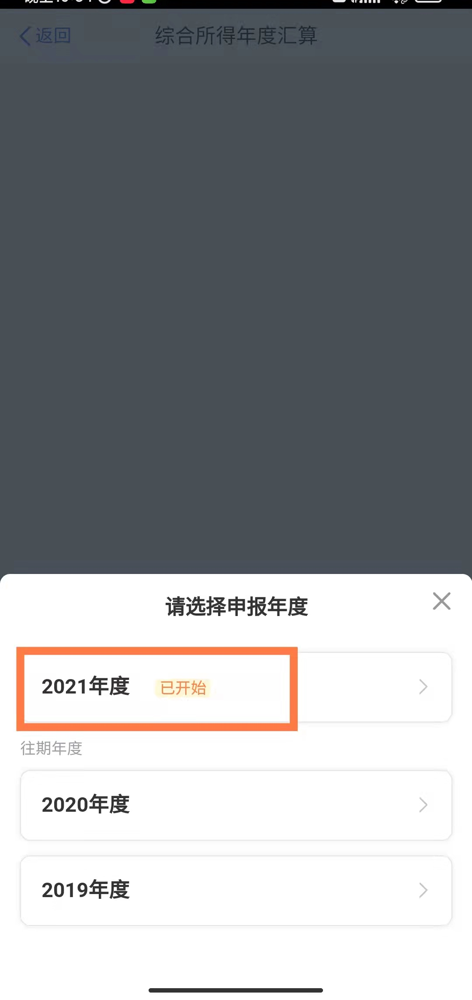 返回
综合所得年度汇算
请选择申报年度
2021年度 已开始
往期年度
2020年度
2019年度